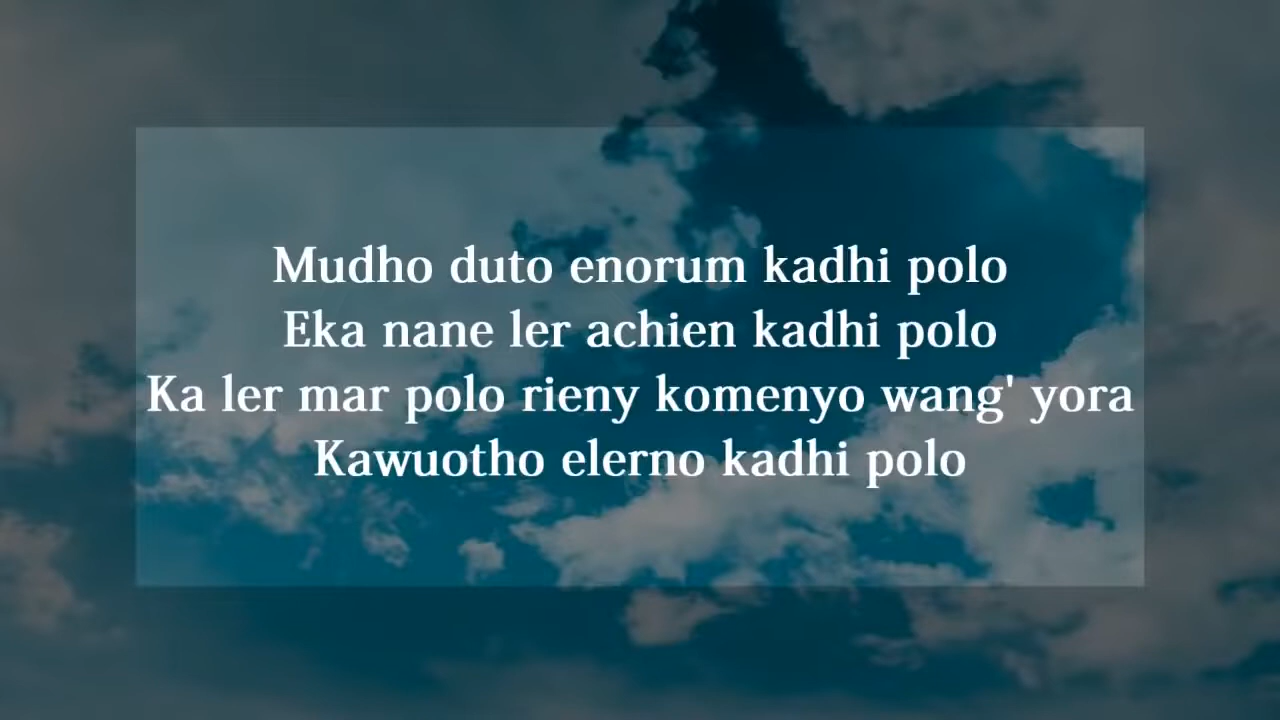 Mudho duto enorum kadhi polo
Eka nane ler achien kadhi polo
Ka ler mar polo rieny komenyo wang' yora
Kawuotho elerno kadhi polo